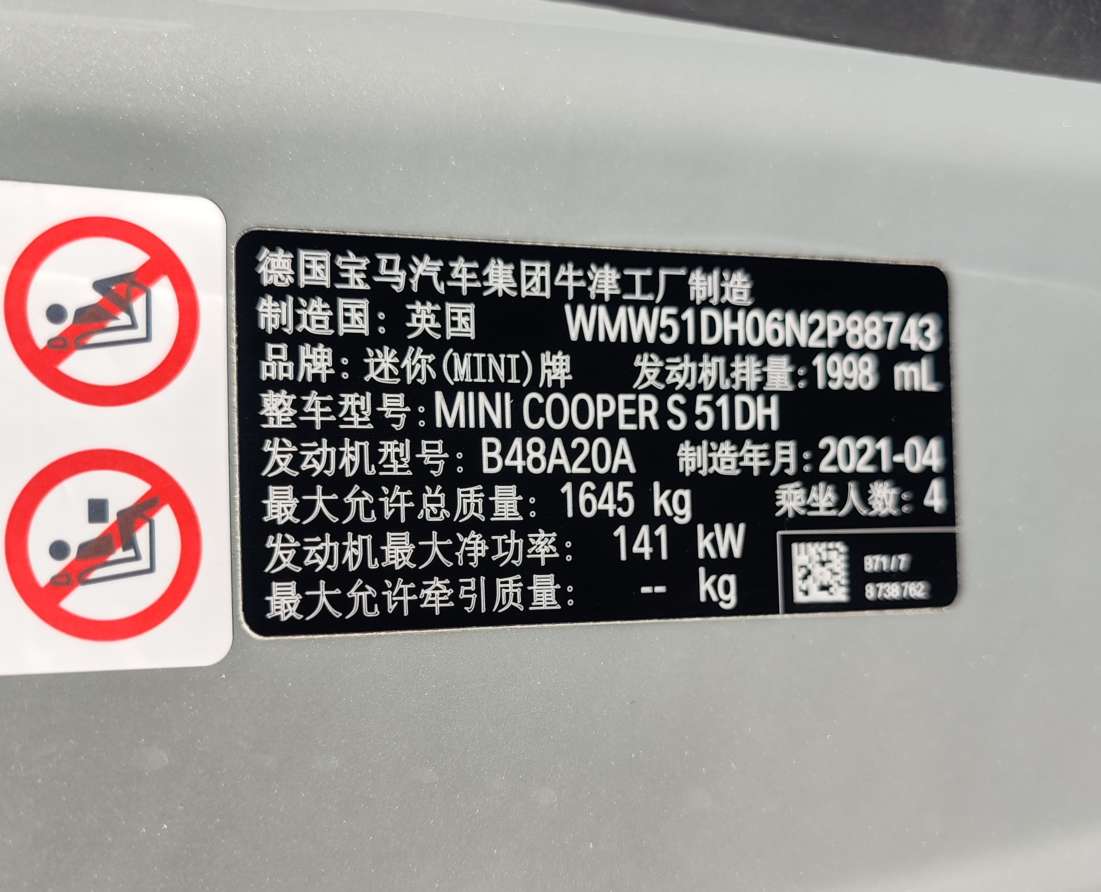 德国宝马汽车集团牛津工厂制造
制造国：英国 WMW51DH06N2P88743
品牌：迷你(MINI)牌 发动机排量:1998 mL
整车型号:MINI COOPER S 51DH
发动机型号：B48A20A 制造年月:2021-04
最大允许总质量：1645 kg 乘坐人数：4
发动机最大净功率： 141 kW
最大允许牵引质量： -- kg
871/7
8738762